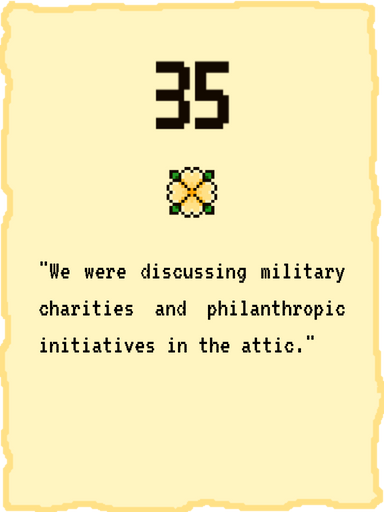 35
"We were discussing military
charities and philanthropic
initiatives in the attic."